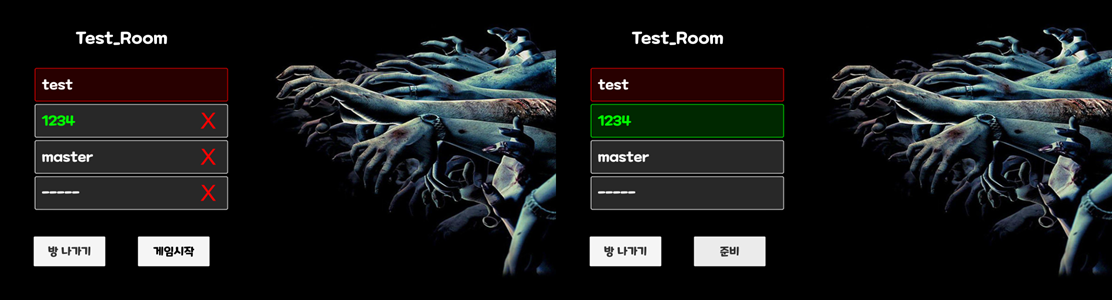 Test_Room
test
1234 X
master X
----- X
방 나가기 게임시작
Test_Room
test
1234
master
-----
방 나가기 준비